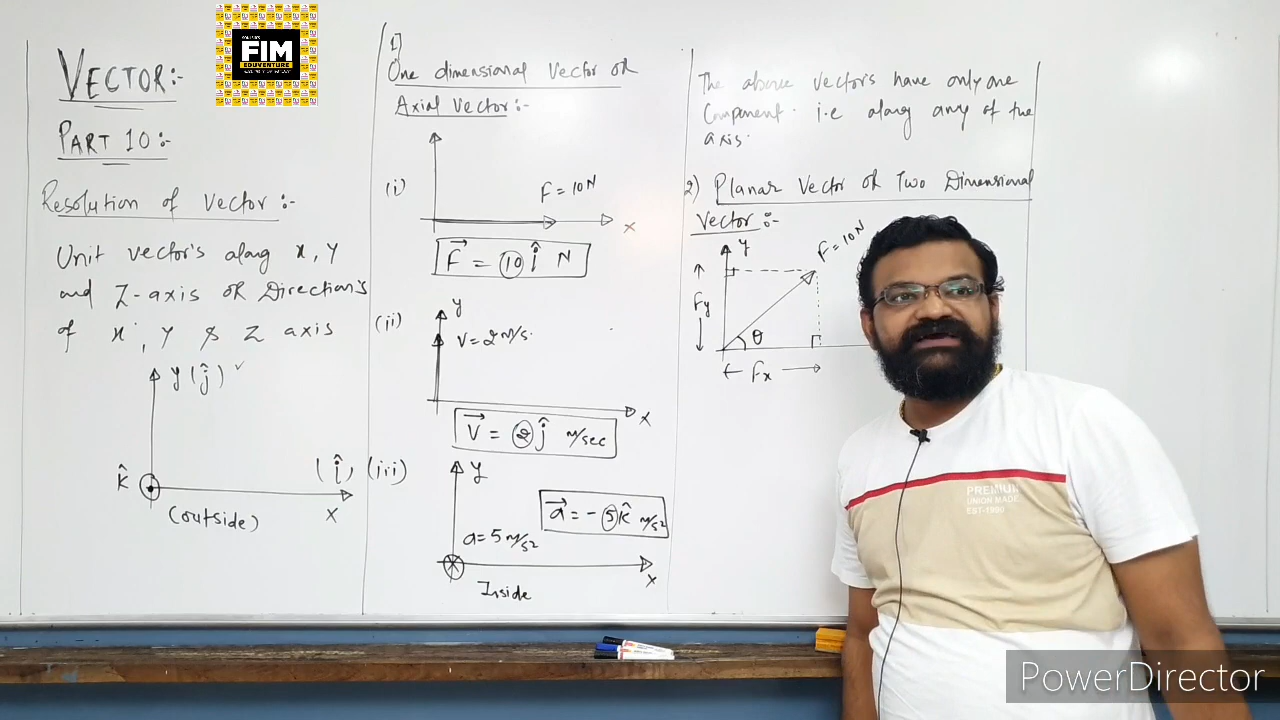 VECTOR:-
PART 10:-
Resolution of Vector:-
Unit vector's along x, y
and Z-axis OR Direction's
of x, y & z axis
y (ĵ) ✓
k̂
(î)
x
(outside)
FIM
EDUVENTURE
1]
One dimensional Vector OR
Axial Vector:-
(i)
F = 10 N
x
F⃗ = 10 î N
(ii)
y
V = 2 m/s.
x
V⃗ = 2 ĵ m/sec
(iii)
y
a⃗ = -5 k̂ m/s²
a = 5 m/s²
x
Inside
The above vectors have only one
Component. i.e along any of the
axis.
2) Planar Vector OR Two Dimensional
Vector:-
y
F = 10N
Fy
θ
Fx
PREMIUM
UNION MADE
EST-1990
PowerDirector